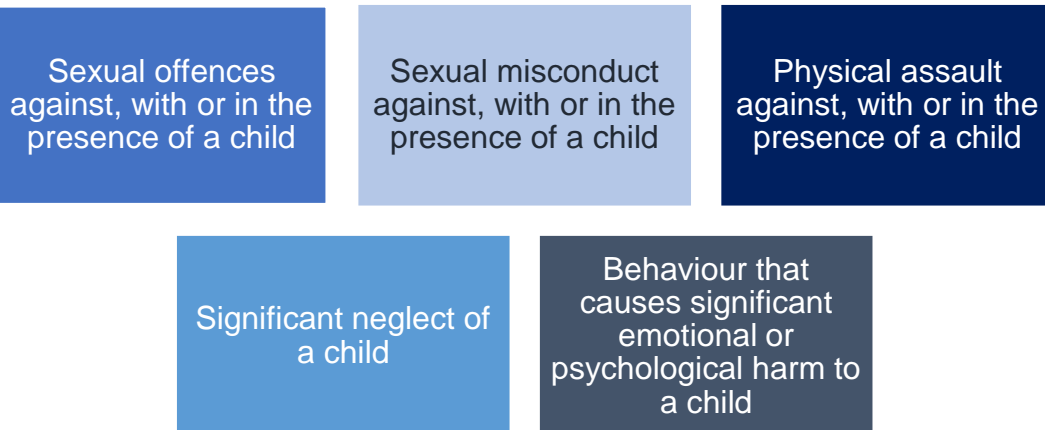 Sexual offences
against, with or in the
presence of a child
Sexual misconduct
against, with or in the
presence of a child
Physical assault
against, with or in the
presence of a child
Significant neglect of
a child
Behaviour that
causes significant
emotional or
psychological harm to
a child